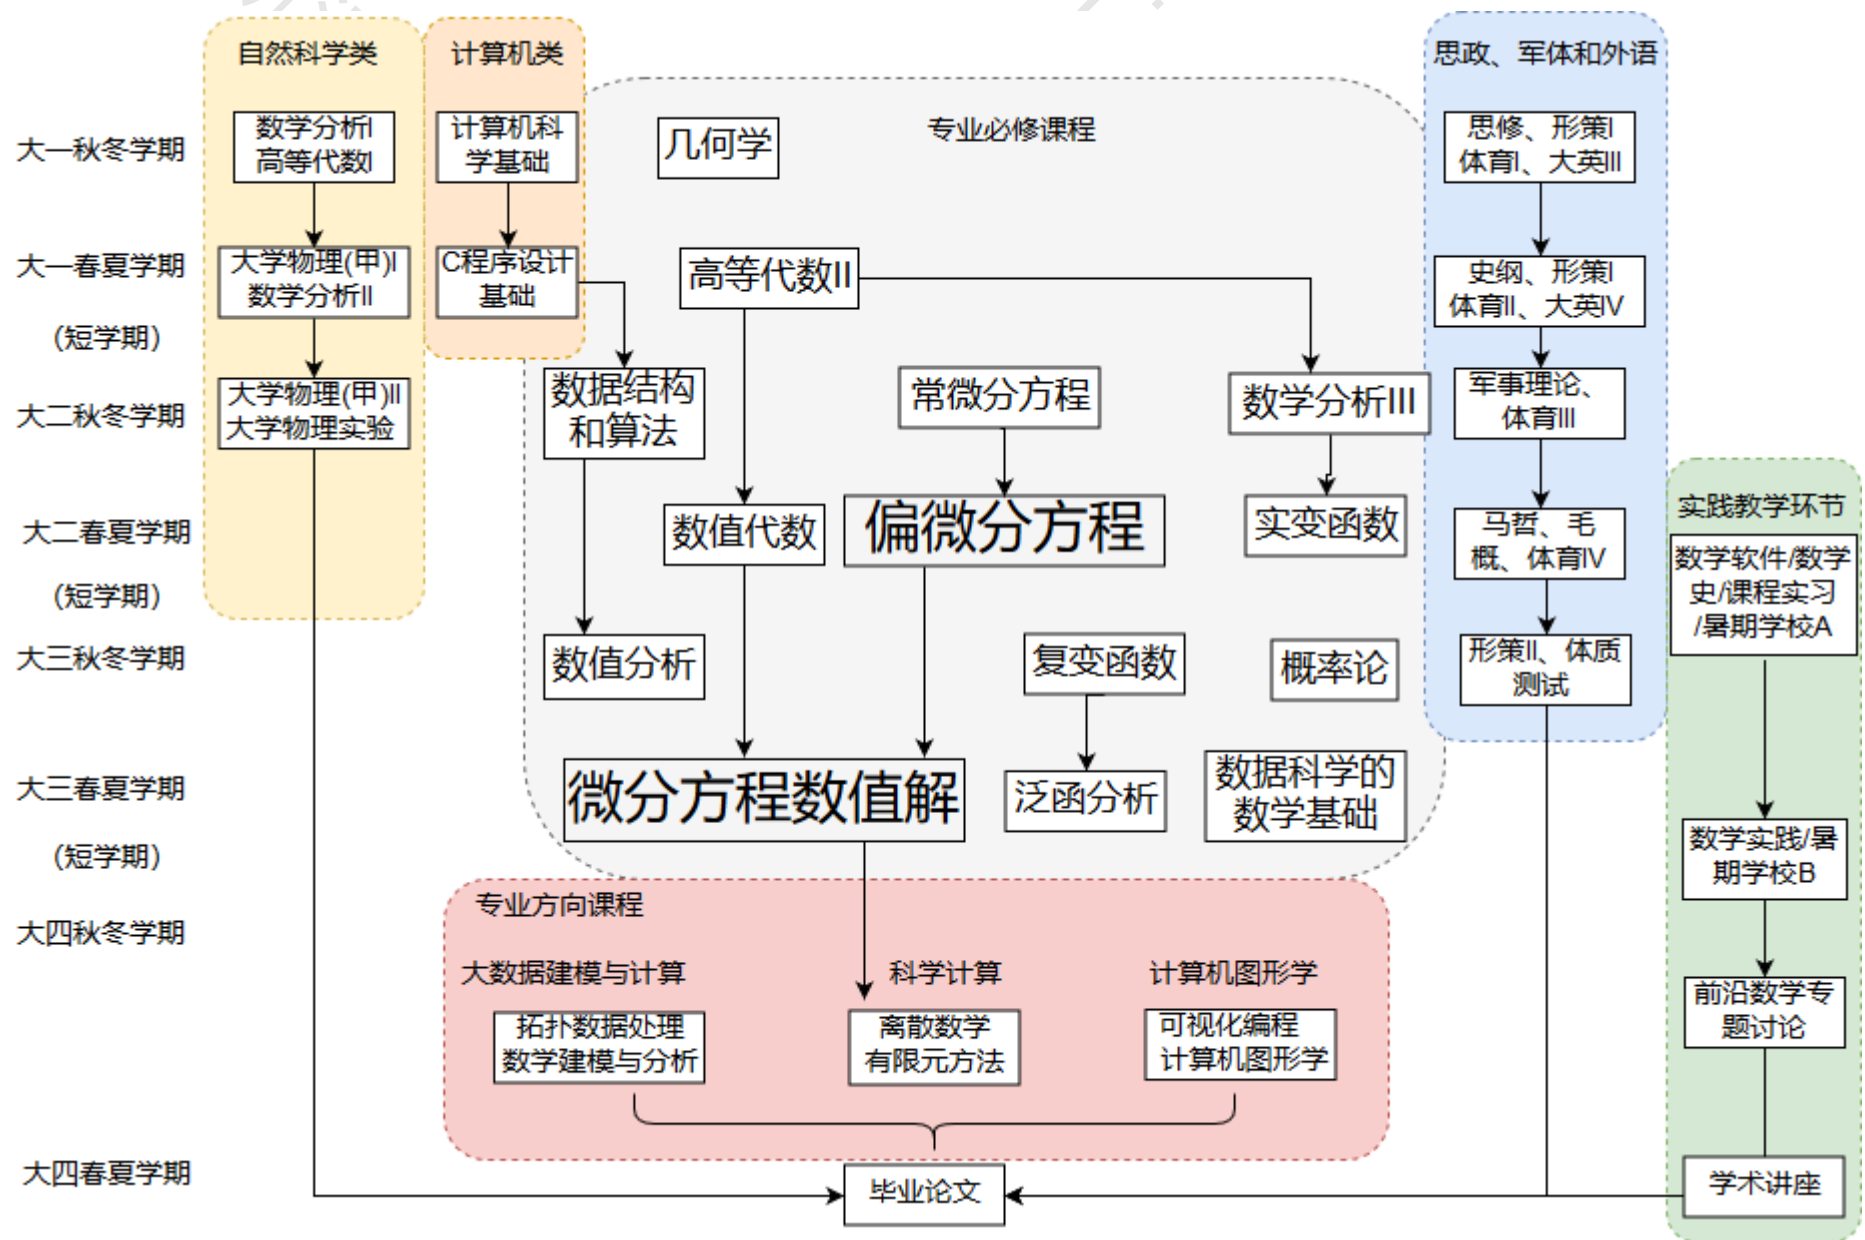 自然科学类
计算机类
思政、军体和外语
专业必修课程
大一秋冬学期
数学分析I
高等代数I
计算机科
学基础
几何学
思修、形策I
体育I、大英III
大一春夏学期
大学物理(甲)I
数学分析II
C程序设计
基础
高等代数II
史纲、形策I
体育II、大英IV
（短学期）
大二秋冬学期
大学物理(甲)II
大学物理实验
数据结构
和算法
常微分方程
数学分析III
军事理论、
体育III
实践教学环节
大二春夏学期
数值代数
偏微分方程
实变函数
马哲、毛
概、体育IV
数学软件/数学
史/课程实习
/暑期学校A
（短学期）
大三秋冬学期
数值分析
复变函数
概率论
形策II、体质
测试
大三春夏学期
微分方程数值解
泛函分析
数据科学的
数学基础
数学实践/暑
期学校B
（短学期）
专业方向课程
大四秋冬学期
大数据建模与计算
科学计算
计算机图形学
拓扑数据处理
数学建模与分析
离散数学
有限元方法
可视化编程
计算机图形学
前沿数学专
题讨论
大四春夏学期
毕业论文
学术讲座